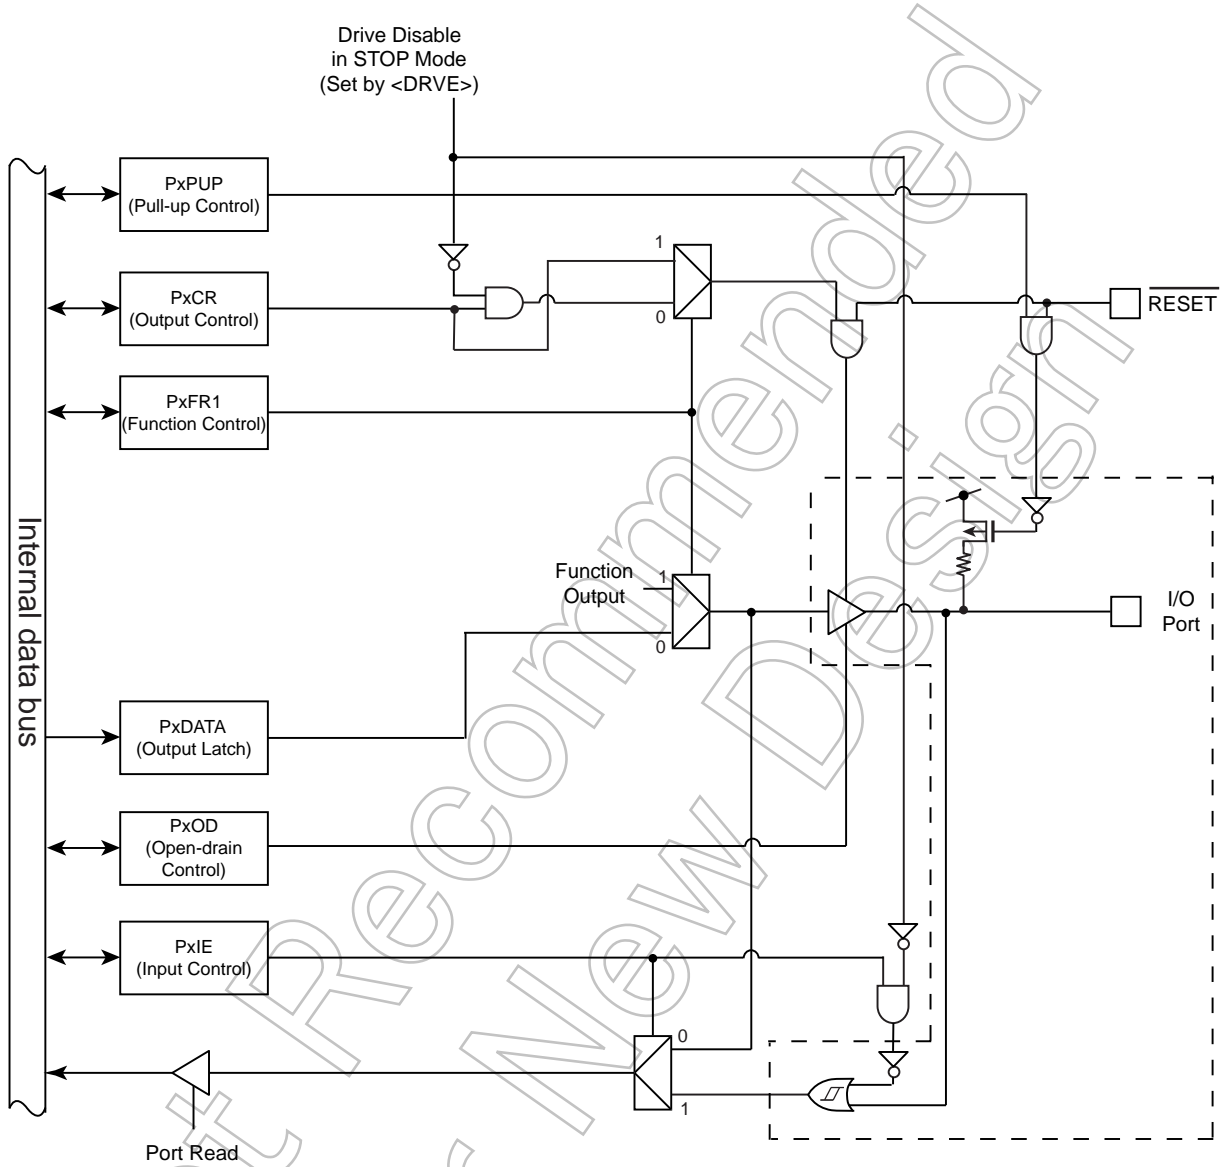 Drive Disable
in STOP Mode
(Set by <DRVE>)
PxPUP
(Pull-up Control)
1
PxCR
(Output Control)
0
RESET
PxFR1
(Function Control)
Internal data bus
Function
Output
1
0
I/O
Port
PxDATA
(Output Latch)
PxOD
(Open-drain
Control)
PxIE
(Input Control)
0
1
Port Read
Recommended
New Design